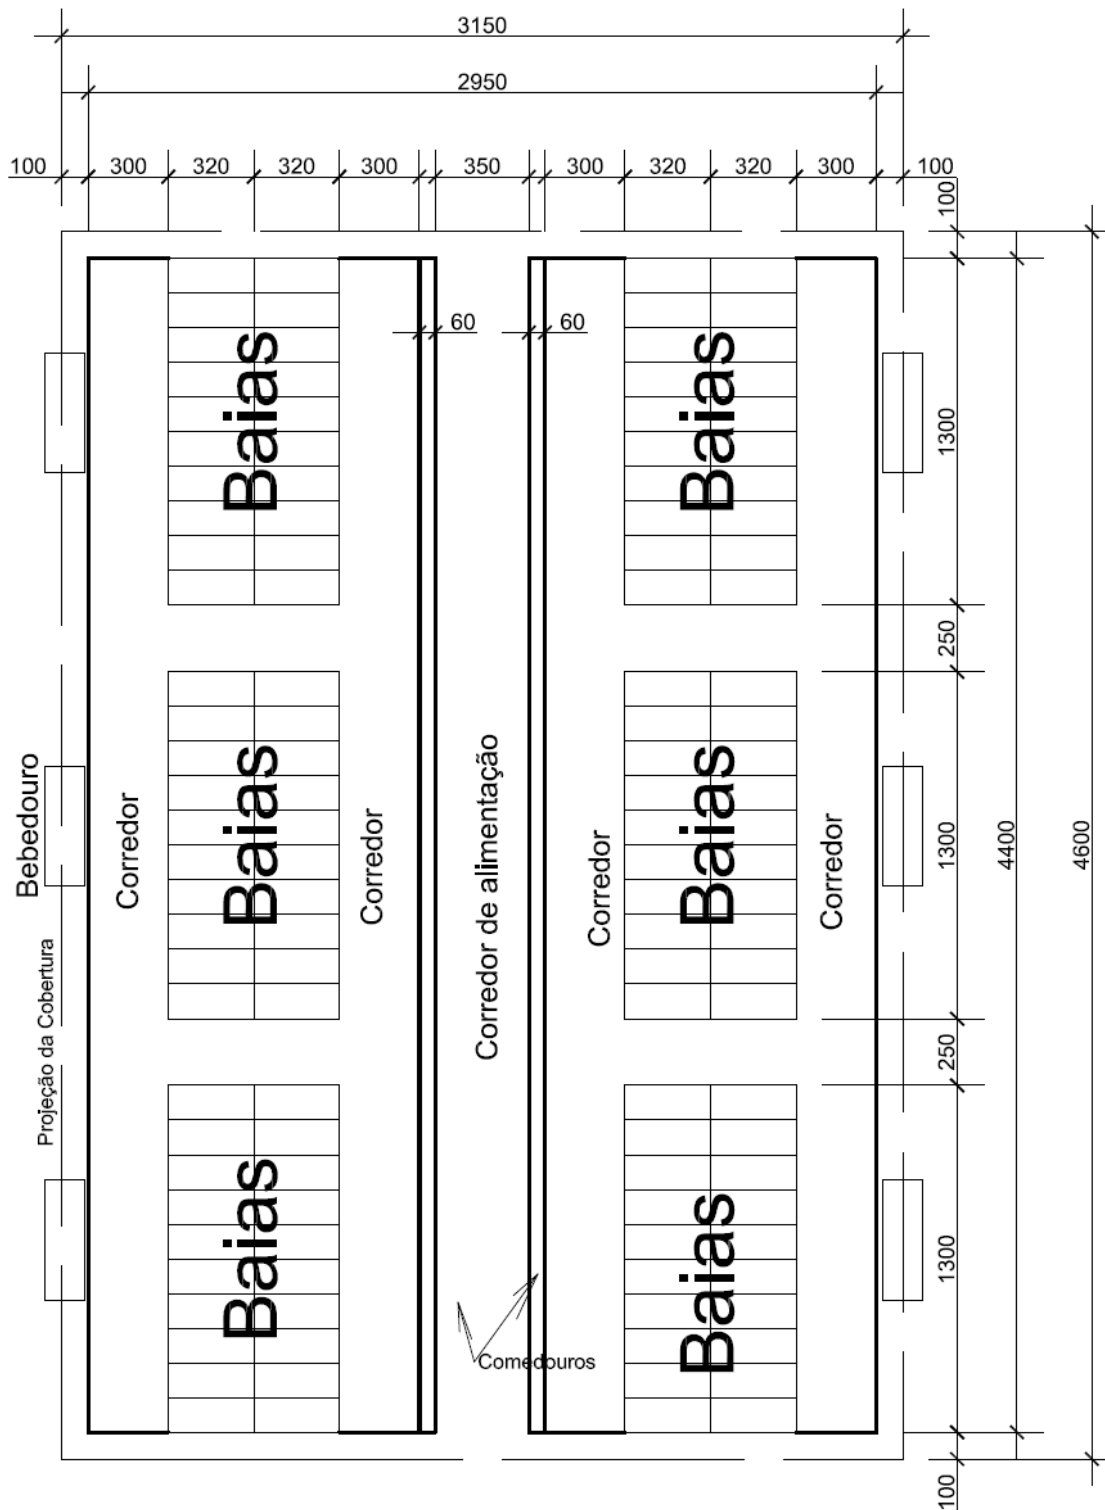 3150
2950
100 300 320 320 300 350 300 320 320 300 100
100
60 60
Baias Baias
1300
250
Bebedouro
Corredor
Baias
Corredor
Corredor de alimentação
Corredor
Baias
Corredor
1300
4400
4600
Projeção da Cobertura
250
Baias
Baias
1300
Comedouros
100